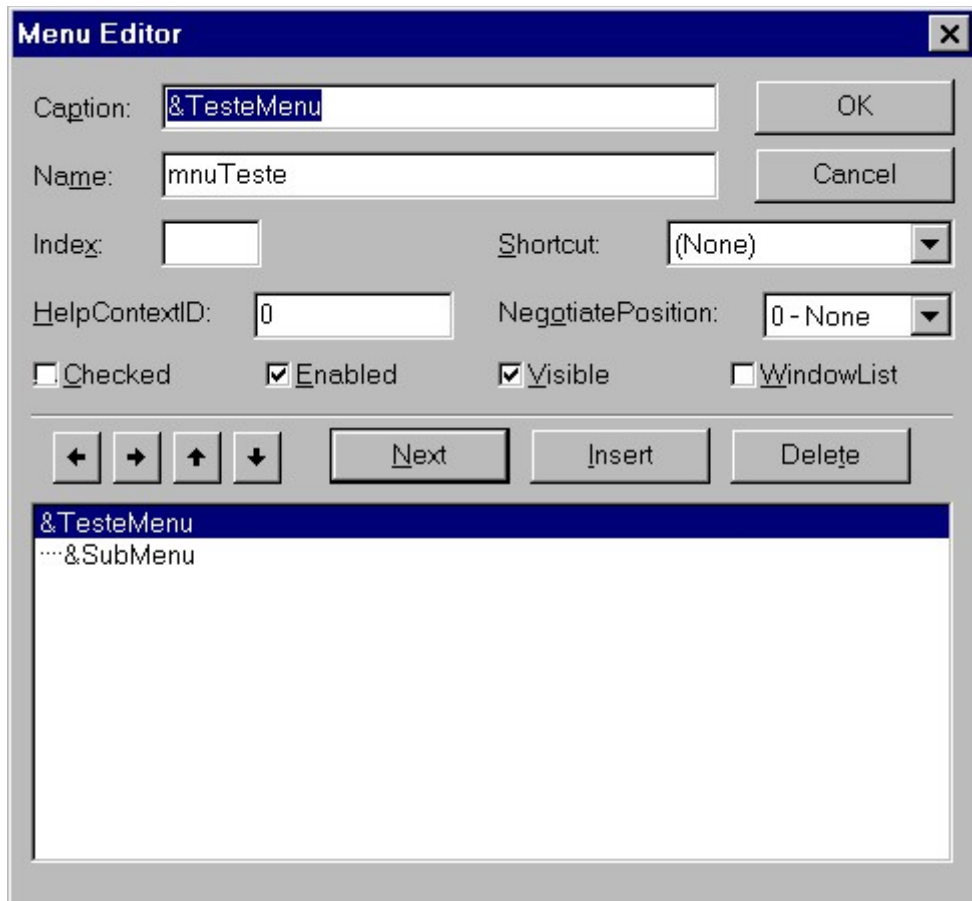 Menu Editor
Caption: &TesteMenu OK
Name: mnuTeste Cancel
Index: Shortcut: (None)
HelpContextID: 0 NegotiatePosition: 0 - None
Checked Enabled Visible WindowList
Next Insert Delete
&TesteMenu
····&SubMenu